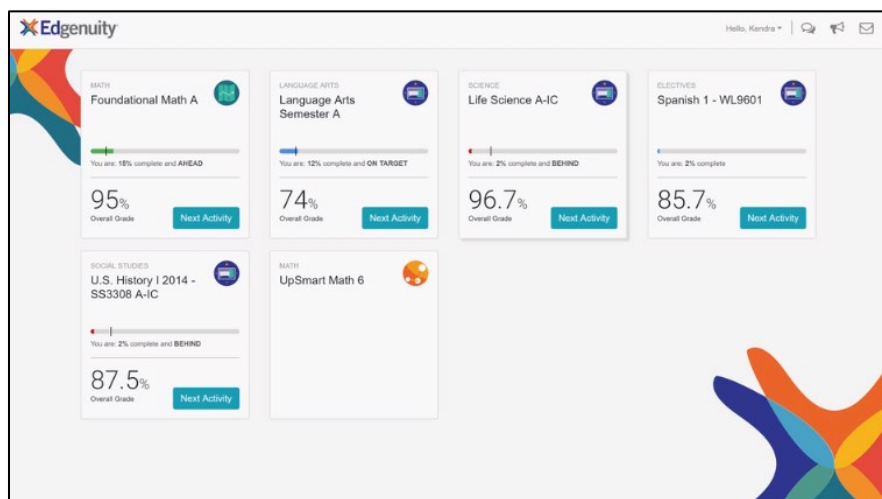 Edgenuity
Hello, Kendra
MATH
Foundational Math A
You are: 15% complete and AHEAD
95%
Overall Grade
Next Activity
LANGUAGE ARTS
Language Arts
Semester A
You are: 12% complete and ON TARGET
74%
Overall Grade
Next Activity
SCIENCE
Life Science A-IC
You are: 2% complete and BEHIND
96.7%
Overall Grade
Next Activity
ELECTIVES
Spanish 1 - WL9601
You are: 2% complete
85.7%
Overall Grade
Next Activity
SOCIAL STUDIES
U.S. History I 2014 -
SS3308 A-IC
You are: 2% complete and BEHIND
87.5%
Overall Grade
Next Activity
MATH
UpSmart Math 6